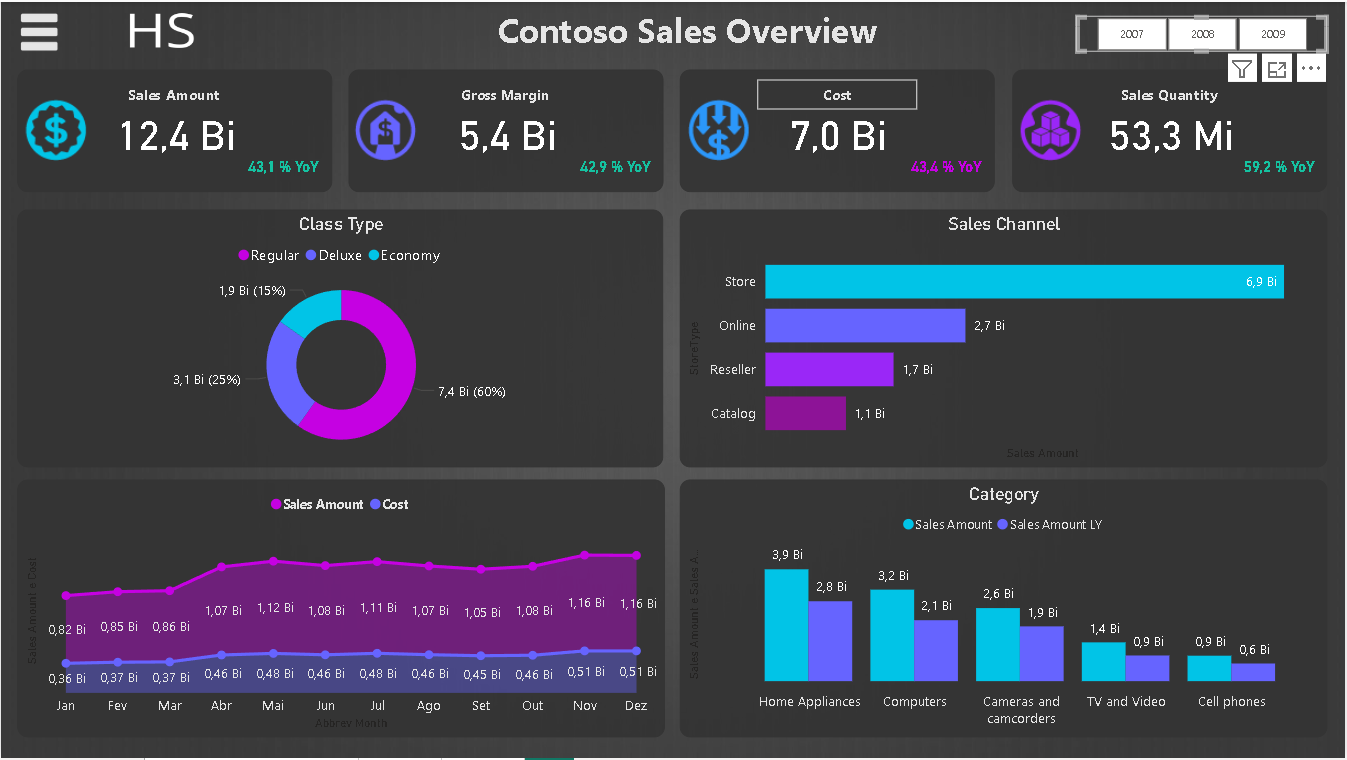 HS
Contoso Sales Overview
2007 2008 2009
Sales Amount
12,4 Bi
43,1 % YoY
Gross Margin
5,4 Bi
42,9 % YoY
Cost
7,0 Bi
43,4 % YoY
Sales Quantity
53,3 Mi
59,2 % YoY
Class Type
Regular Deluxe Economy
1,9 Bi (15%)
3,1 Bi (25%)
7,4 Bi (60%)
Sales Channel
StoreType
Store 6,9 Bi
Online 2,7 Bi
Reseller 1,7 Bi
Catalog 1,1 Bi
Sales Amount
Sales Amount Cost
Sales Amount e Cost
0,82 Bi 0,85 Bi 0,86 Bi 1,07 Bi 1,12 Bi 1,08 Bi 1,11 Bi 1,07 Bi 1,05 Bi 1,08 Bi 1,16 Bi 1,16 Bi
0,36 Bi 0,37 Bi 0,37 Bi 0,46 Bi 0,48 Bi 0,46 Bi 0,48 Bi 0,46 Bi 0,45 Bi 0,46 Bi 0,51 Bi 0,51 Bi
Jan Fev Mar Abr Mai Jun Jul Ago Set Out Nov Dez
Abbrev Month
Category
Sales Amount Sales Amount LY
Sales Amount e Sales A
3,9 Bi 2,8 Bi 3,2 Bi 2,1 Bi 2,6 Bi 1,9 Bi 1,4 Bi 0,9 Bi 0,9 Bi 0,6 Bi
Home Appliances Computers Cameras and TV and Video Cell phones
camcorders